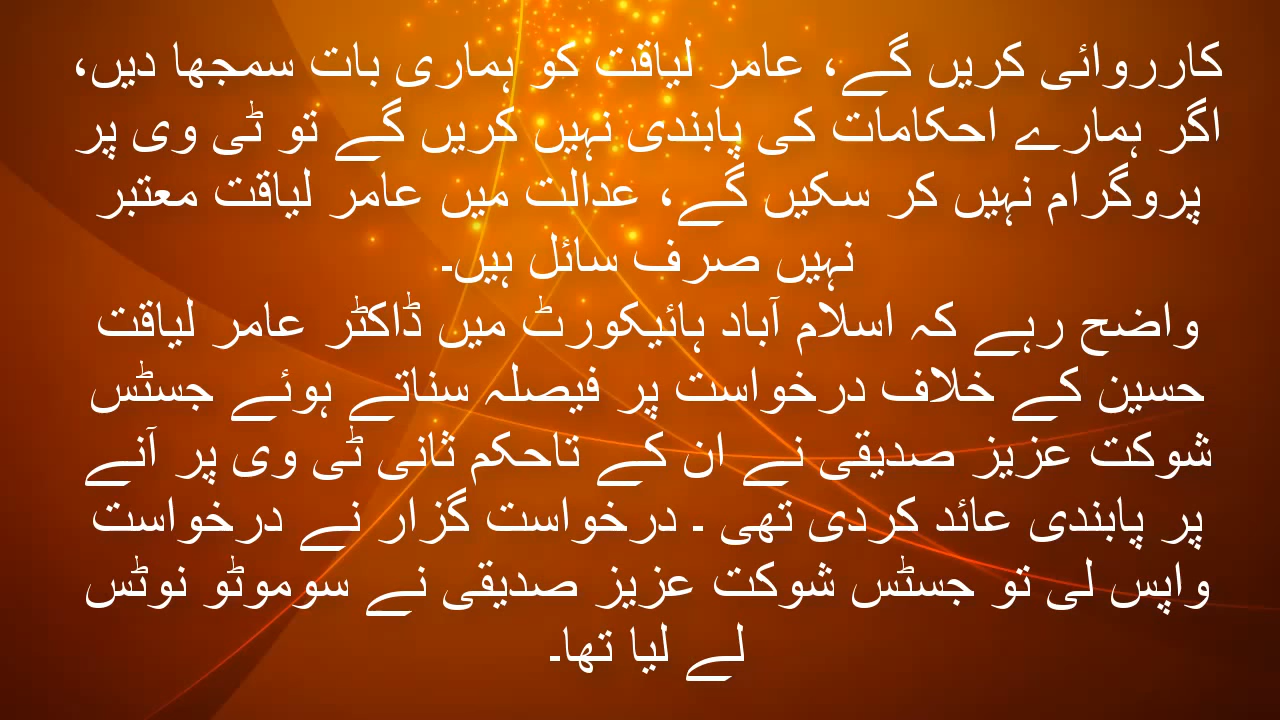 کارروائی کریں گے، عامر لیاقت کو ہماری بات سمجھا دیں،
اگر ہمارے احکامات کی پابندی نہیں کریں گے تو ٹی وی پر
پروگرام نہیں کر سکیں گے، عدالت میں عامر لیاقت معتبر
نہیں صرف سائل ہیں۔
واضح رہے کہ اسلام آباد ہائیکورٹ میں ڈاکٹر عامر لیاقت
حسین کے خلاف درخواست پر فیصلہ سناتے ہوئے جسٹس
شوکت عزیز صدیقی نے ان کے تاحکم ثانی ٹی وی پر آنے
پر پابندی عائد کردی تھی ۔ درخواست گزار نے درخواست
واپس لی تو جسٹس شوکت عزیز صدیقی نے سوموٹو نوٹس
لے لیا تھا۔